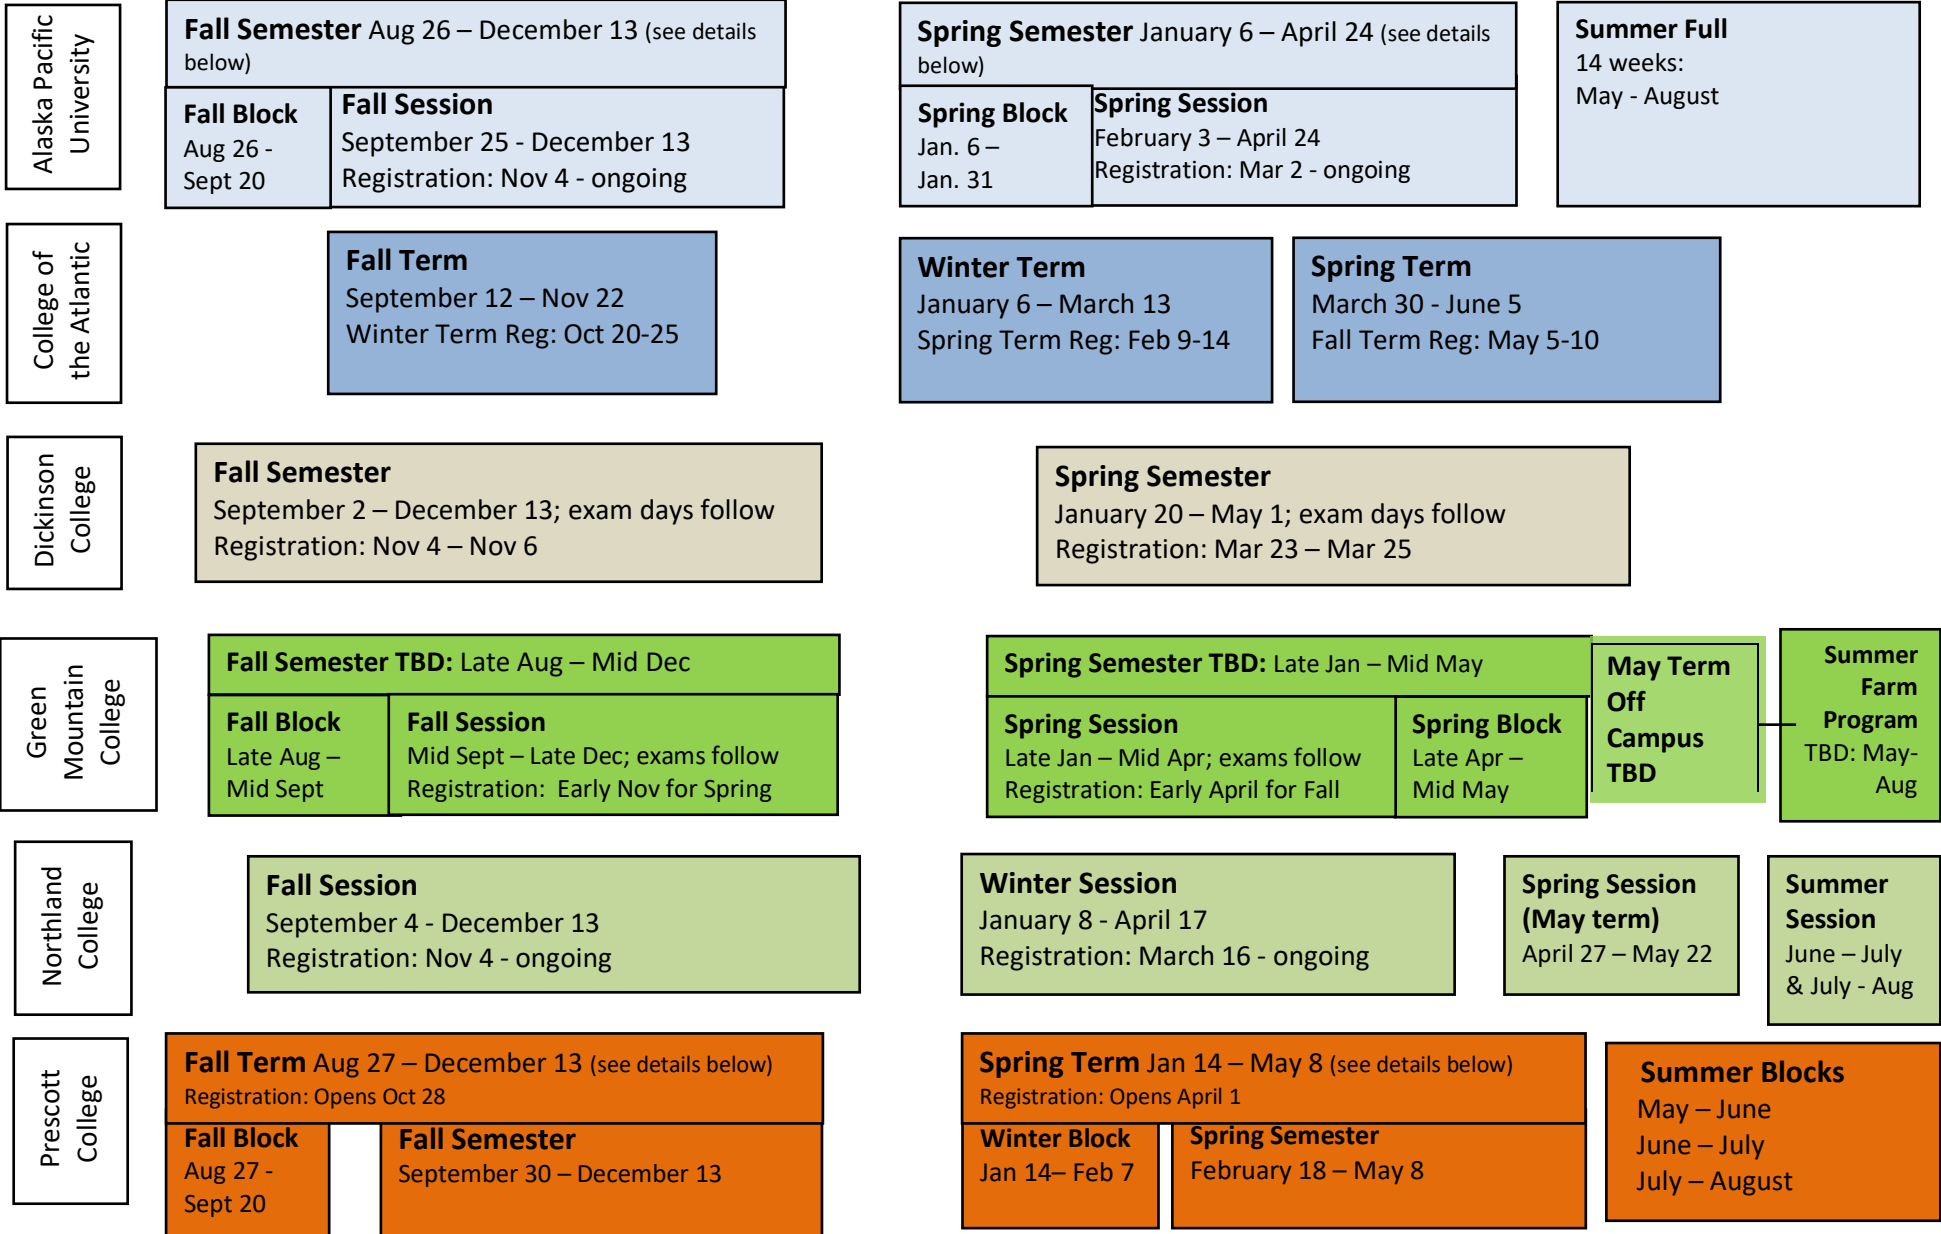 Alaska Pacific
University
Fall Semester Aug 26 – December 13 (see details
below)
Fall Block
Aug 26 -
Sept 20
Fall Session
September 25 - December 13
Registration: Nov 4 - ongoing
Spring Semester January 6 – April 24 (see details
below)
Spring Block
Jan. 6 –
Jan. 31
Spring Session
February 3 – April 24
Registration: Mar 2 - ongoing
Summer Full
14 weeks:
May - August
College of
the Atlantic
Fall Term
September 12 – Nov 22
Winter Term Reg: Oct 20-25
Winter Term
January 6 – March 13
Spring Term Reg: Feb 9-14
Spring Term
March 30 - June 5
Fall Term Reg: May 5-10
Dickinson
College
Fall Semester
September 2 – December 13; exam days follow
Registration: Nov 4 – Nov 6
Spring Semester
January 20 – May 1; exam days follow
Registration: Mar 23 – Mar 25
Green
Mountain
College
Fall Semester TBD: Late Aug – Mid Dec
Fall Block
Late Aug –
Mid Sept
Fall Session
Mid Sept – Late Dec; exams follow
Registration: Early Nov for Spring
Spring Semester TBD: Late Jan – Mid May
Spring Session
Late Jan – Mid Apr; exams follow
Registration: Early April for Fall
Spring Block
Late Apr –
Mid May
May Term
Off
Campus
TBD
Summer
Farm
Program
TBD: May-
Aug
Northland
College
Fall Session
September 4 - December 13
Registration: Nov 4 - ongoing
Winter Session
January 8 - April 17
Registration: March 16 - ongoing
Spring Session
(May term)
April 27 – May 22
Summer
Session
June – July
& July - Aug
Prescott
College
Fall Term Aug 27 – December 13 (see details below)
Registration: Opens Oct 28
Fall Block
Aug 27 -
Sept 20
Fall Semester
September 30 – December 13
Spring Term Jan 14 – May 8 (see details below)
Registration: Opens April 1
Winter Block
Jan 14– Feb 7
Spring Semester
February 18 – May 8
Summer Blocks
May – June
June – July
July – August